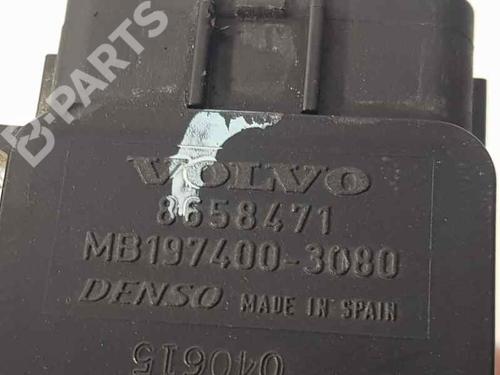 B-PARTS
VOLVO
8658471
MB197400-3080
DENSO MADE IN SPAIN
040615